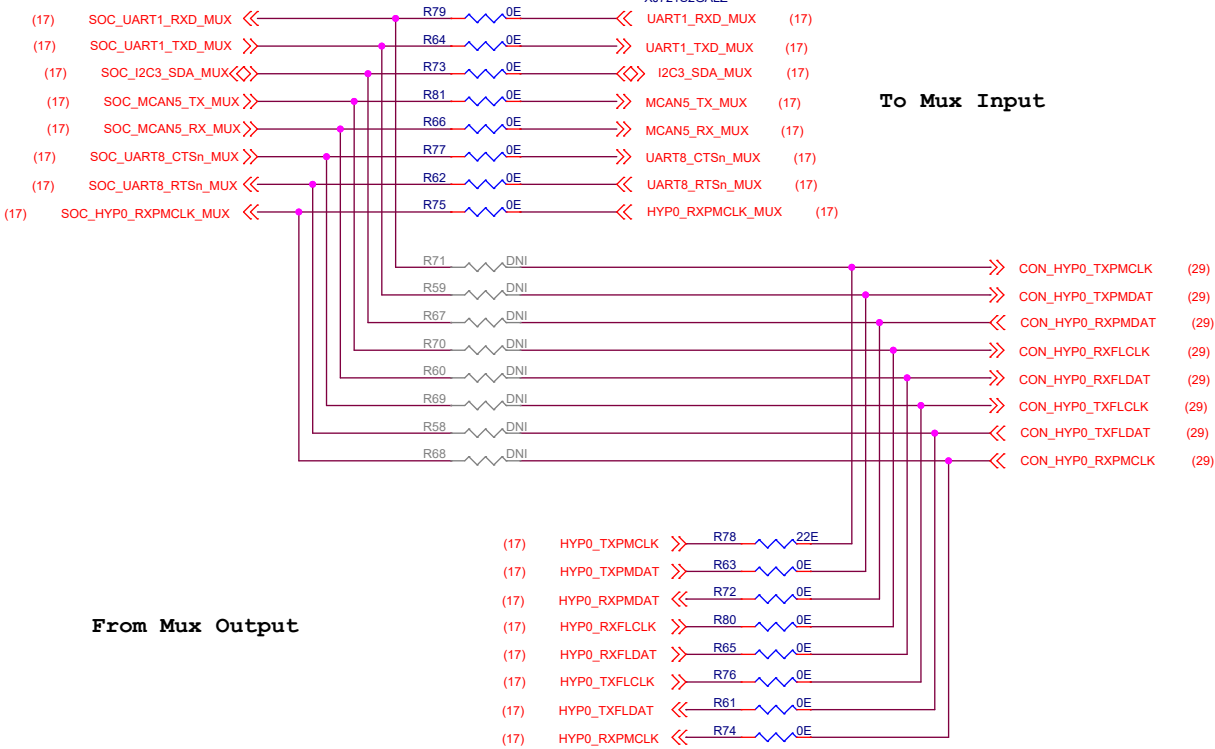 (17) SOC_UART1_RXD_MUX R79 0E UART1_RXD_MUX (17)
(17) SOC_UART1_TXD_MUX R64 0E UART1_TXD_MUX (17)
(17) SOC_I2C3_SDA_MUX R73 0E I2C3_SDA_MUX (17)
(17) SOC_MCAN5_TX_MUX R81 0E MCAN5_TX_MUX (17)
To Mux Input
(17) SOC_MCAN5_RX_MUX R66 0E MCAN5_RX_MUX (17)
(17) SOC_UART8_CTSn_MUX R77 0E UART8_CTSn_MUX (17)
(17) SOC_UART8_RTSn_MUX R62 0E UART8_RTSn_MUX (17)
(17) SOC_HYP0_RXPMCLK_MUX R75 0E HYP0_RXPMCLK_MUX (17)
R71 DNI CON_HYP0_TXPMCLK (29)
R59 DNI CON_HYP0_TXPMDAT (29)
R67 DNI CON_HYP0_RXPMDAT (29)
R70 DNI CON_HYP0_RXFLCLK (29)
R60 DNI CON_HYP0_RXFLDAT (29)
R69 DNI CON_HYP0_TXFLCLK (29)
R58 DNI CON_HYP0_TXFLDAT (29)
R68 DNI CON_HYP0_RXPMCLK (29)
(17) HYP0_TXPMCLK R78 22E
(17) HYP0_TXPMDAT R63 0E
(17) HYP0_RXPMDAT R72 0E
From Mux Output
(17) HYP0_RXFLCLK R80 0E
(17) HYP0_RXFLDAT R65 0E
(17) HYP0_TXFLCLK R76 0E
(17) HYP0_TXFLDAT R61 0E
(17) HYP0_RXPMCLK R74 0E